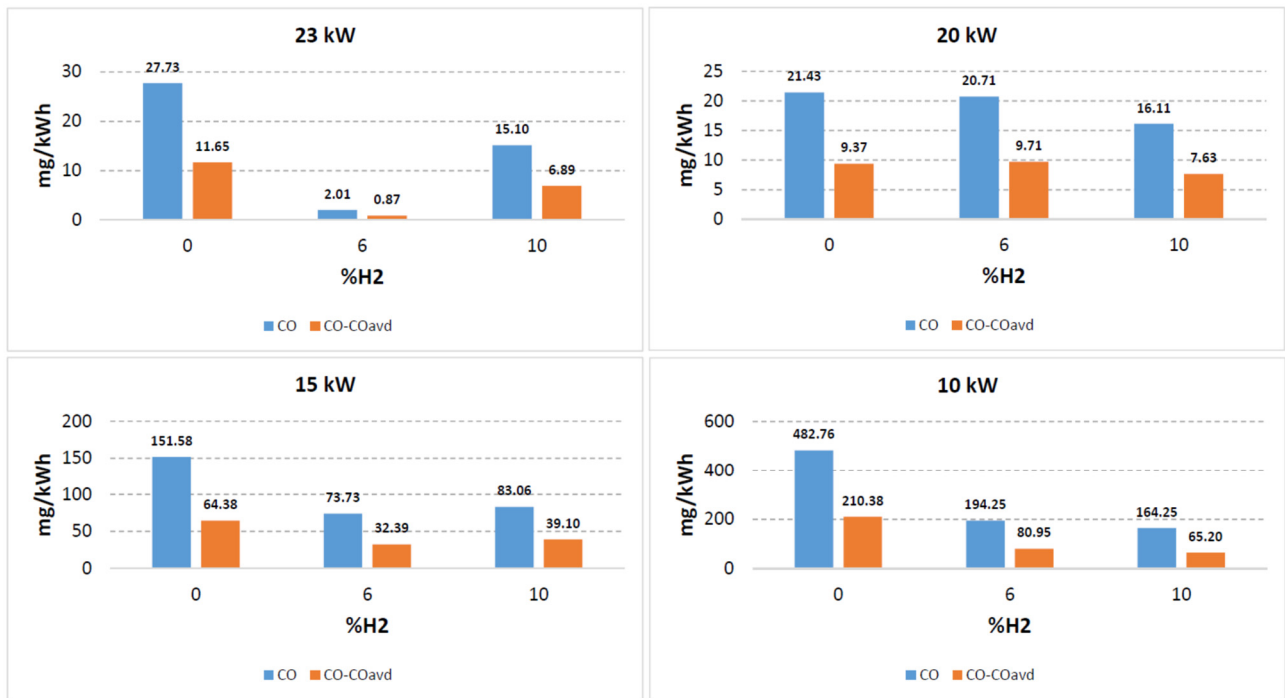 23 kW
mg/kWh
30
20
10
0
27.73
11.65
2.01
0.87
15.10
6.89
0 6 10
%H2
CO CO-COavd
20 kW
mg/kWh
25
20
15
10
5
0
21.43
9.37
20.71
9.71
16.11
7.63
0 6 10
%H2
CO CO-COavd
15 kW
mg/kWh
200
150
100
50
0
151.58
64.38
73.73
32.39
83.06
39.10
0 6 10
%H2
CO CO-COavd
10 kW
mg/kWh
600
400
200
0
482.76
210.38
194.25
80.95
164.25
65.20
0 6 10
%H2
CO CO-COavd